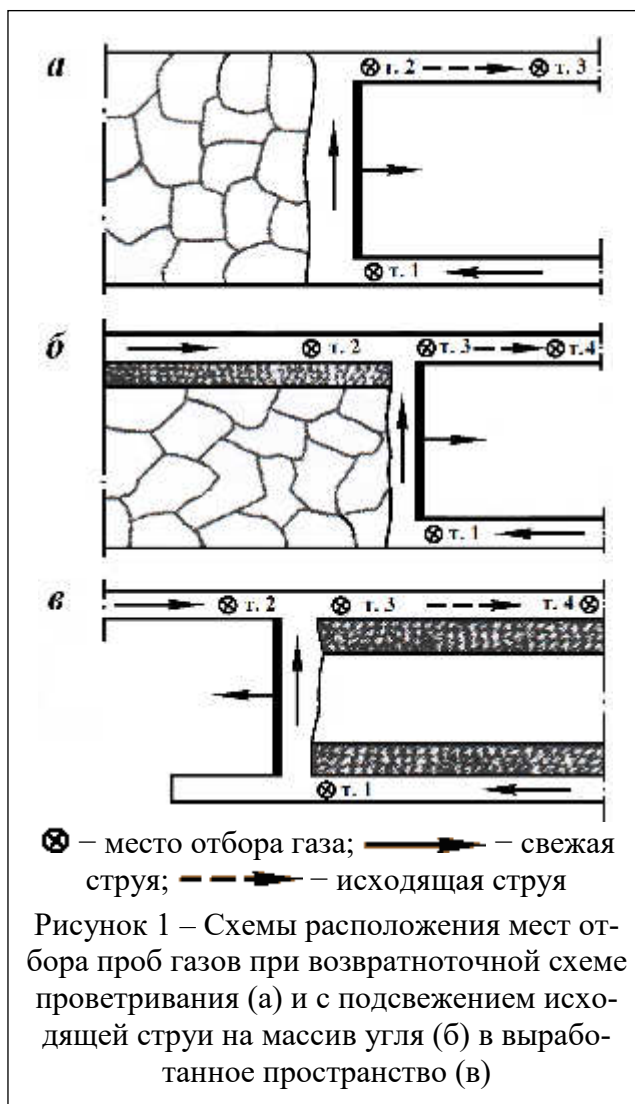 а
т. 2
т. 3
т. 1
б
т. 2
т. 3
т.4
т. 1
в
т. 2
т. 3
т. 4
т. 1
– место отбора газа; – свежая
струя; – исходящая струя
Рисунок 1 – Схемы расположения мест от-
бора проб газов при возвратноточной схеме
проветривания (а) и с подсвежением исхо-
дящей струи на массив угля (б) в вырабо-
танное пространство (в)